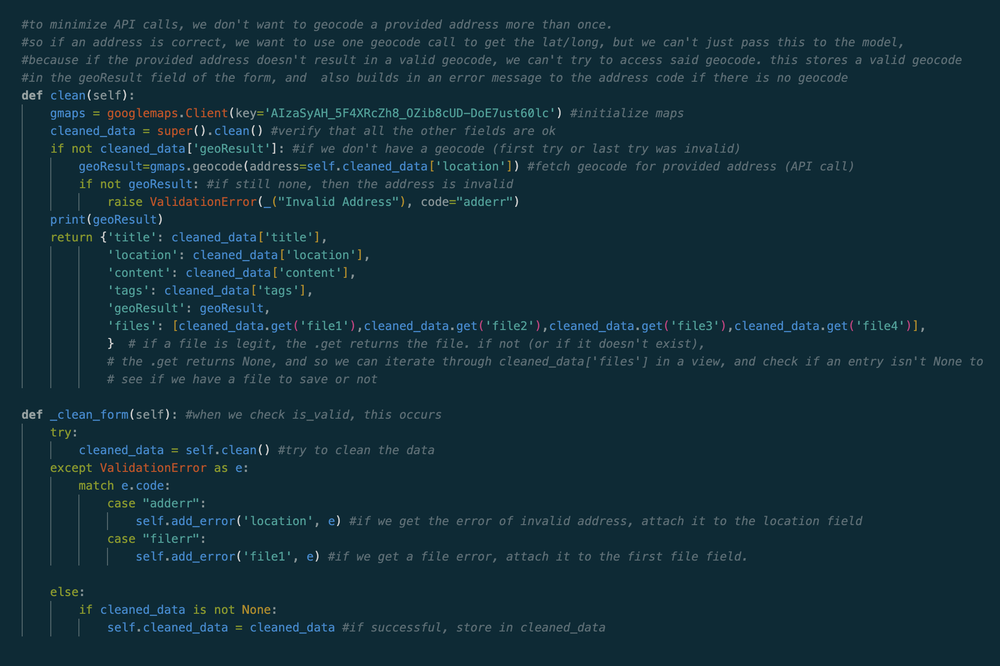 #to minimize API calls, we don't want to geocode a provided address more than once.
#so if an address is correct, we want to use one geocode call to get the lat/long, but we can't just pass this to the model,
#because if the provided address doesn't result in a valid geocode, we can't try to access said geocode. this stores a valid geocode
#in the geoResult field of the form, and  also builds in an error message to the address code if there is no geocode
def clean(self):
    gmaps = googlemaps.Client(key='AIzaSyAH_5F4XRcZh8_OZib8cUD-DoE7ust60lc') #initialize maps
    cleaned_data = super().clean() #verify that all the other fields are ok
    if not cleaned_data['geoResult']: #if we don't have a geocode (first try or last try was invalid)
        geoResult=gmaps.geocode(address=self.cleaned_data['location']) #fetch geocode for provided address (API call)
        if not geoResult: #if still none, then the address is invalid
            raise ValidationError(_("Invalid Address"), code="adderr")
    print(geoResult)
    return {'title': cleaned_data['title'],
            'location': cleaned_data['location'],
            'content': cleaned_data['content'],
            'tags': cleaned_data['tags'],
            'geoResult': geoResult,
            'files': [cleaned_data.get('file1'),cleaned_data.get('file2'),cleaned_data.get('file3'),cleaned_data.get('file4')],
            }  # if a file is legit, the .get returns the file. if not (or if it doesn't exist),
            # the .get returns None, and so we can iterate through cleaned_data['files'] in a view, and check if an entry isn't None to
            # see if we have a file to save or not

def _clean_form(self): #when we check is_valid, this occurs
    try:
        cleaned_data = self.clean() #try to clean the data
    except ValidationError as e:
        match e.code:
            case "adderr":
                self.add_error('location', e) #if we get the error of invalid address, attach it to the location field
            case "filerr":
                self.add_error('file1', e) #if we get a file error, attach it to the first file field.

    else:
        if cleaned_data is not None:
            self.cleaned_data = cleaned_data #if successful, store in cleaned_data